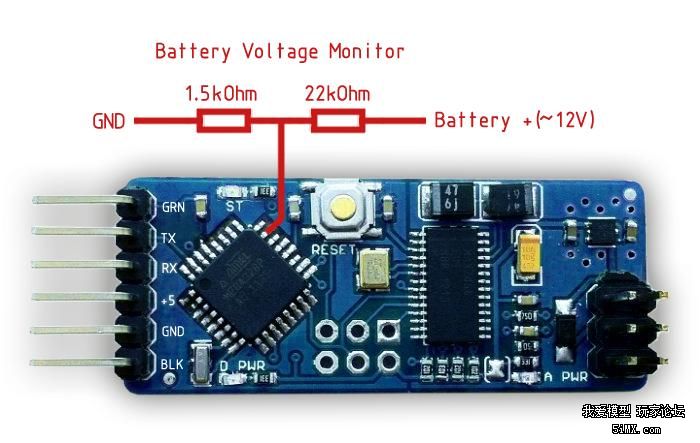 Battery Voltage Monitor
1.5kOhm
22kOhm
GND
Battery +(~12V)
GRN
TX
RX
+5
GND
BLK
ST
RESET
D PWR
A PWR
47
6j
ATMEL
我爱模型 玩家论坛
5iMX.com